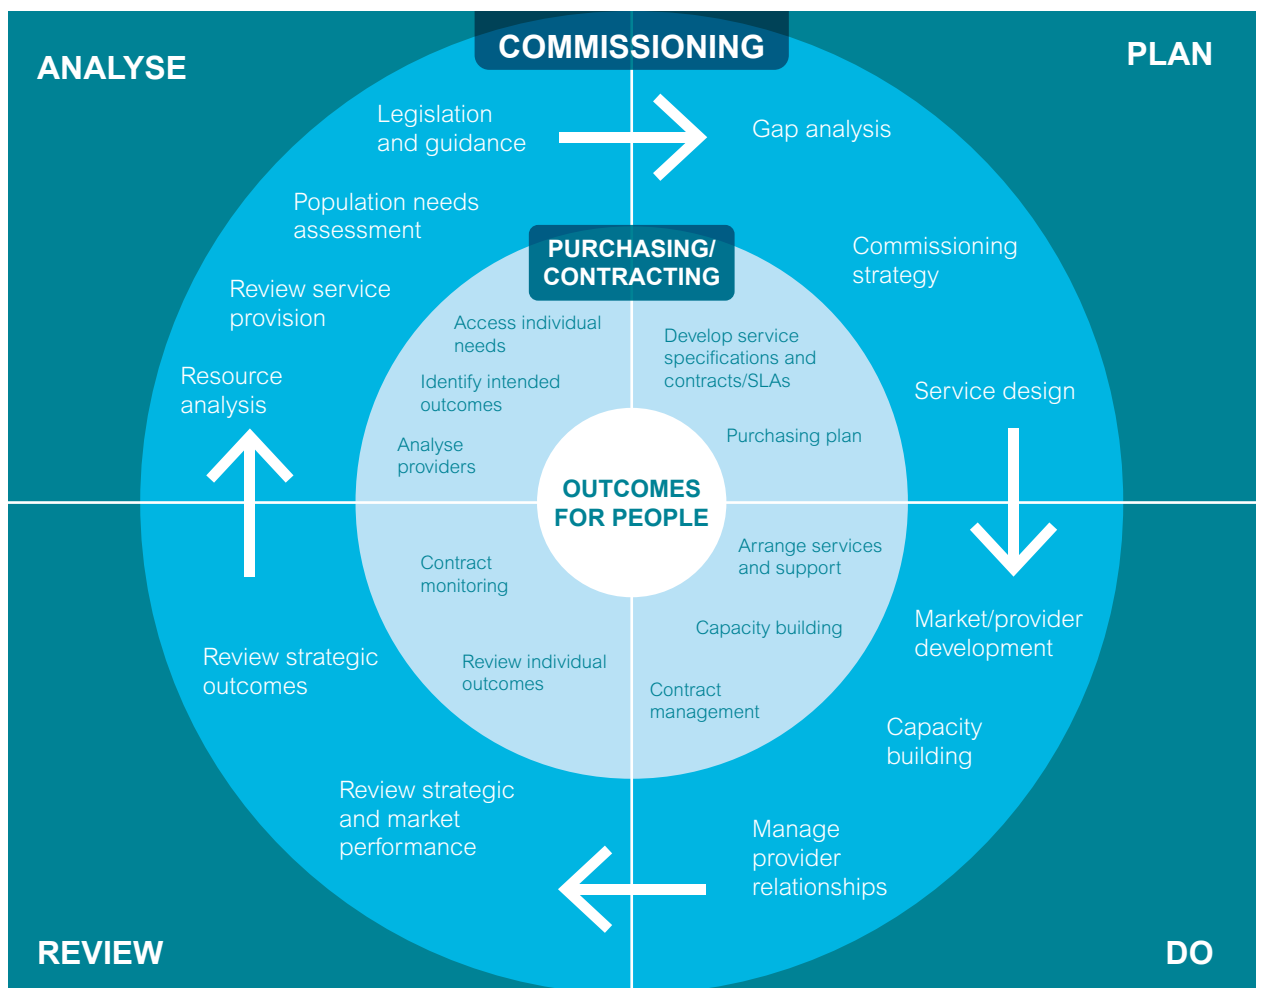 COMMISSIONING
ANALYSE
PLAN
Legislation
and guidance
Gap analysis
Population needs
assessment
Commissioning
strategy
Review service
provision
Resource
analysis
Service design
PURCHASING/
CONTRACTING
Access individual
needs
Identify intended
outcomes
Analyse
providers
Develop service
specifications and
contracts/SLAs
Purchasing plan
OUTCOMES
FOR PEOPLE
Contract
monitoring
Review individual
outcomes
Arrange services
and support
Capacity building
Contract
management
Review strategic
outcomes
Review strategic
and market
performance
Market/provider
development
Capacity
building
Manage
provider
relationships
REVIEW
DO